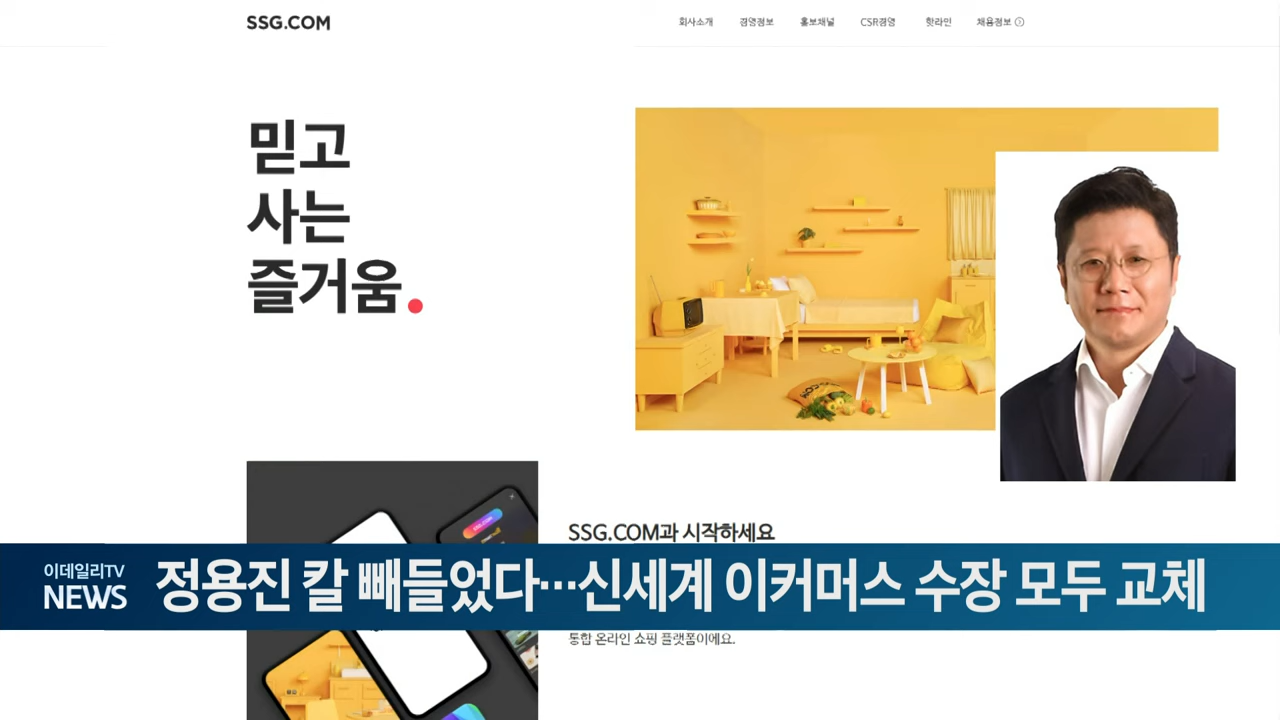 SSG.COM
회사소개 경영정보 홍보채널 CSR경영 핫라인 채용정보
믿고
사는
즐거움.
SSG.COM과 시작하세요
이데일리TV
NEWS
정용진 칼 빼들었다…신세계 이커머스 수장 모두 교체
통합 온라인 쇼핑 플랫폼이에요.